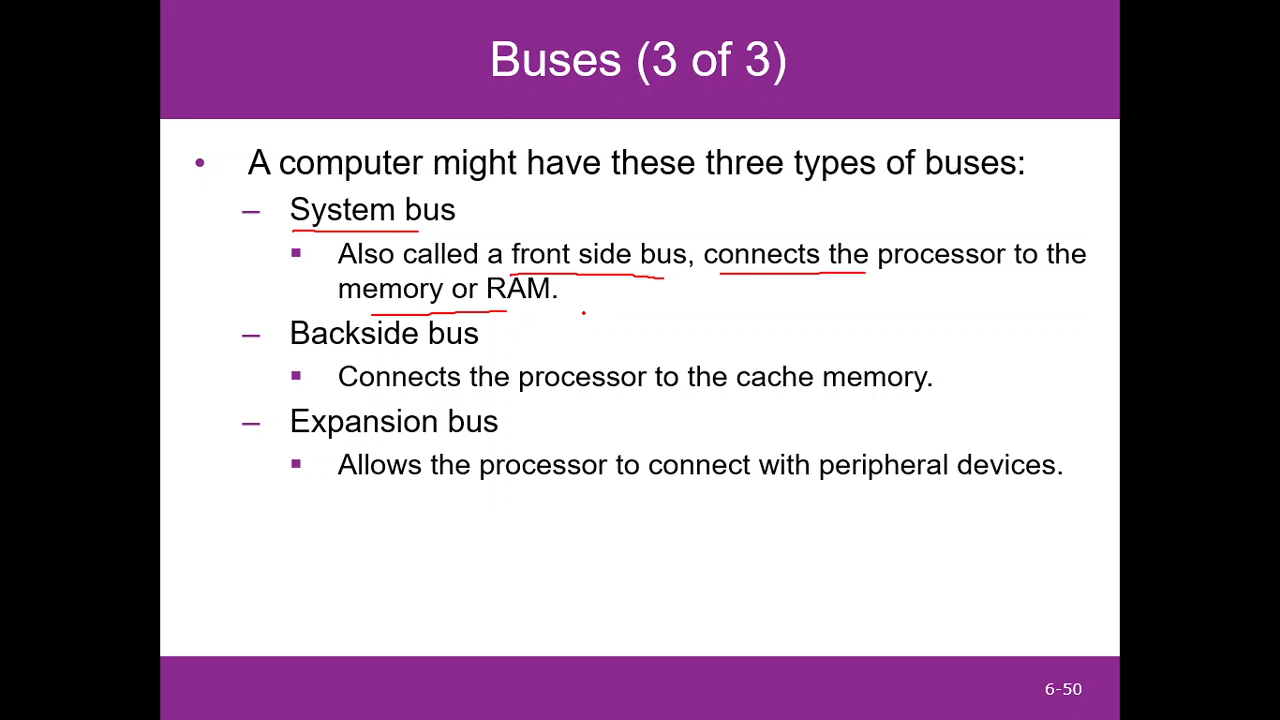 Buses (3 of 3)
• A computer might have these three types of buses:
– System bus
▪ Also called a front side bus, connects the processor to the
memory or RAM.
– Backside bus
▪ Connects the processor to the cache memory.
– Expansion bus
▪ Allows the processor to connect with peripheral devices.
6-50